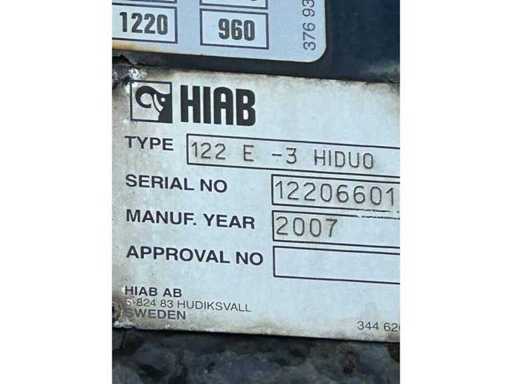 1220 960
376 93
HIAB
TYPE 122 E -3 HIDUO
SERIAL NO 12206601
MANUF. YEAR 2007
APPROVAL NO
HIAB AB
S-824 83 HUDIKSVALL
SWEDEN
344 620